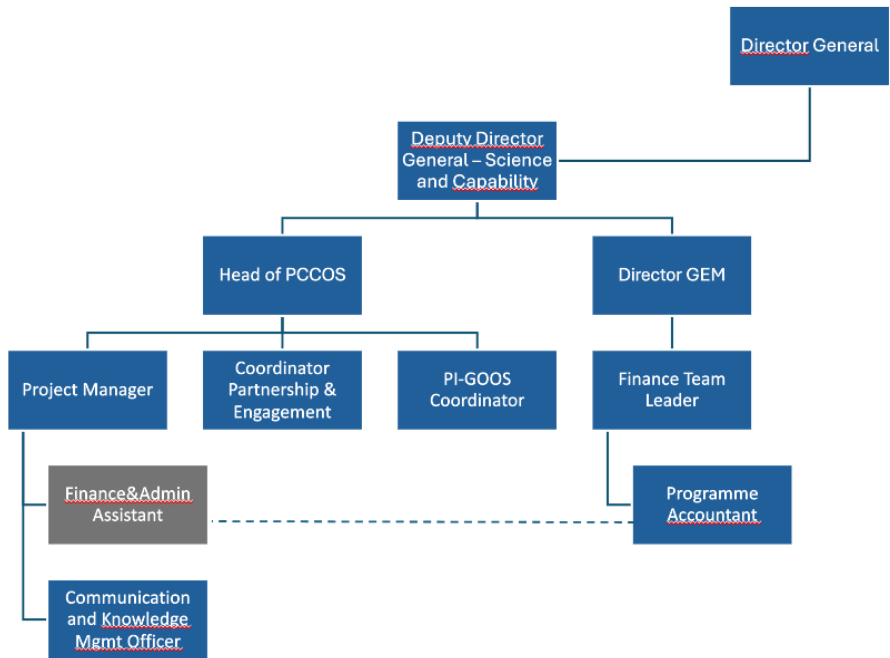 Director General
Deputy Director
General – Science
and Capability
Head of PCCOS
Director GEM
Project Manager
Coordinator
Partnership &
Engagement
PI-GOOS
Coordinator
Finance Team
Leader
Finance&Admin
Assistant
Programme
Accountant
Communication
and Knowledge
Mgmt Officer